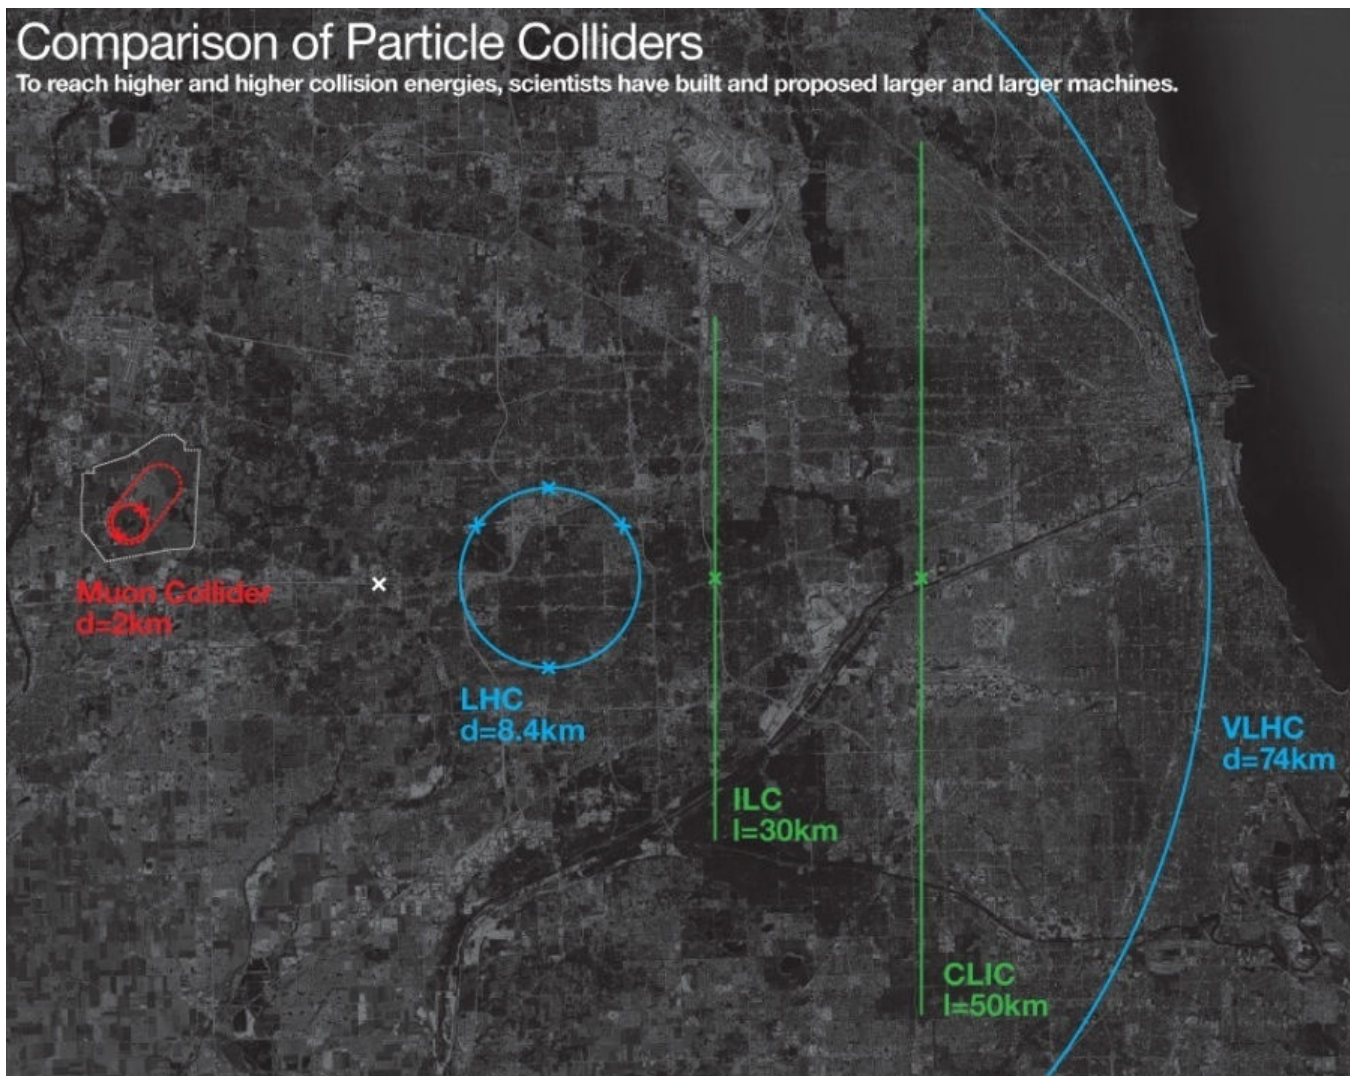 Comparison of Particle Colliders
To reach higher and higher collision energies, scientists have built and proposed larger and larger machines.
Muon Collider
d=2km
LHC
d=8.4km
VLHC
d=74km
ILC
l=30km
CLIC
l=50km